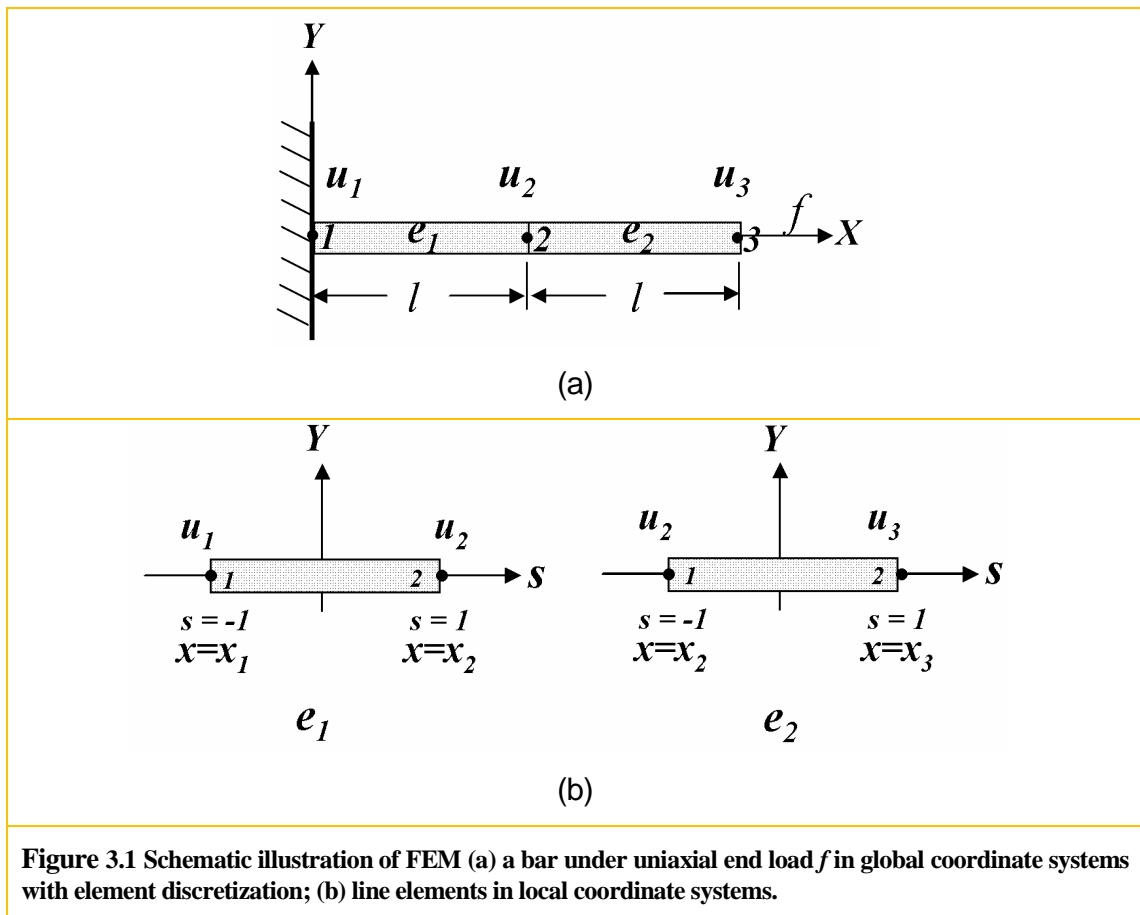 Y
u1 u2 u3
1 e1 2 e2 3 f X
l l
(a)
Y Y
u1 u2 u2 u3
1 2 s 1 2 s
s = -1 s = 1 s = -1 s = 1
x=x1 x=x2 x=x2 x=x3
e1 e2
(b)
Figure 3.1 Schematic illustration of FEM (a) a bar under uniaxial end load f in global coordinate systems
with element discretization; (b) line elements in local coordinate systems.